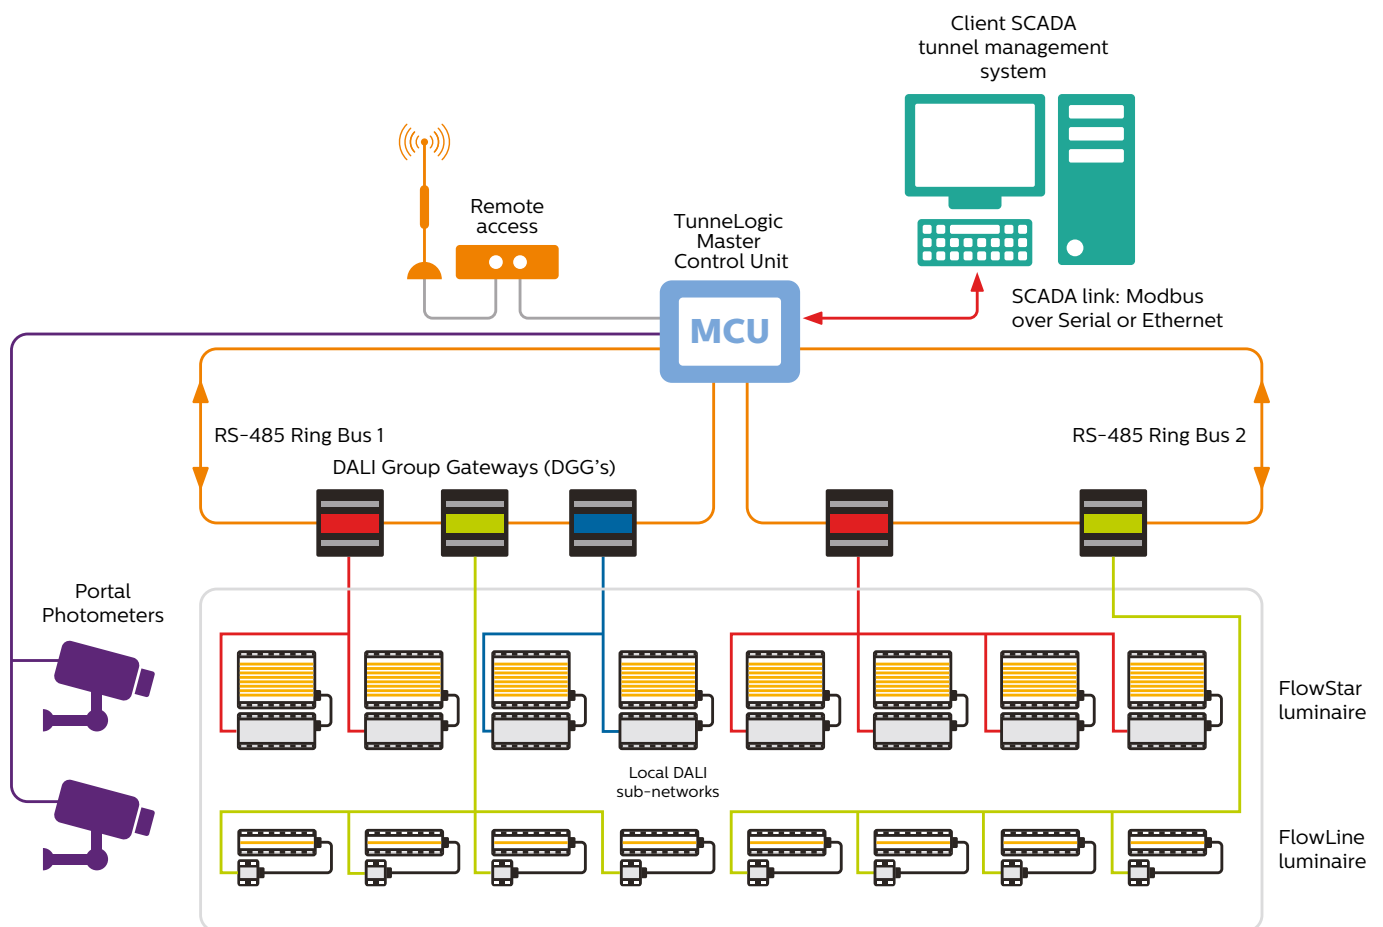 Client SCADA
tunnel management
system
Remote
access
TunneLogic
Master
Control Unit
MCU
SCADA link: Modbus
over Serial or Ethernet
RS-485 Ring Bus 1
RS-485 Ring Bus 2
DALI Group Gateways (DGG's)
Portal
Photometers
FlowStar
luminaire
Local DALI
sub-networks
FlowLine
luminaire